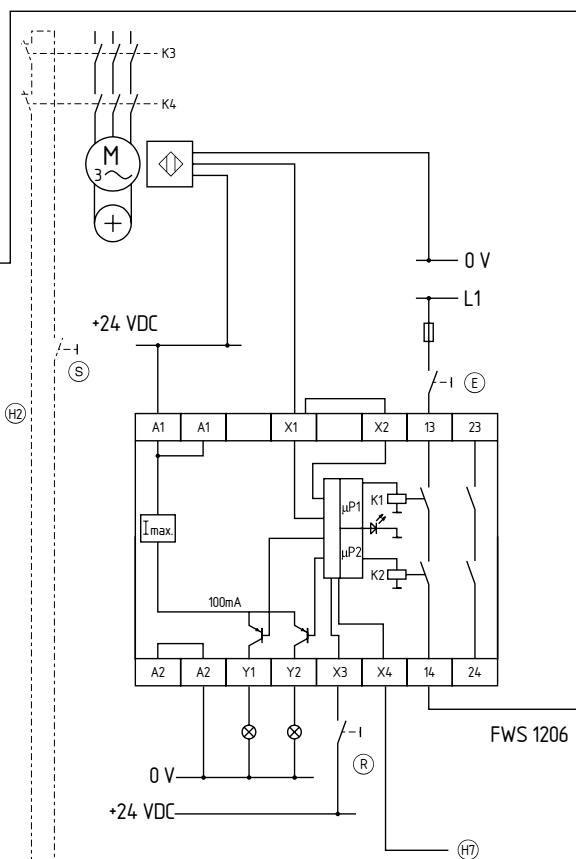 K3
K4
M
3
0 V
L1
+24 VDC
S
E
H2
A1 A1 X1 X2 13 23
µP1
K1
Imax.
µP2
K2
100mA
A2 A2 Y1 Y2 X3 X4 14 24
FWS 1206
R
0 V
+24 VDC
H7